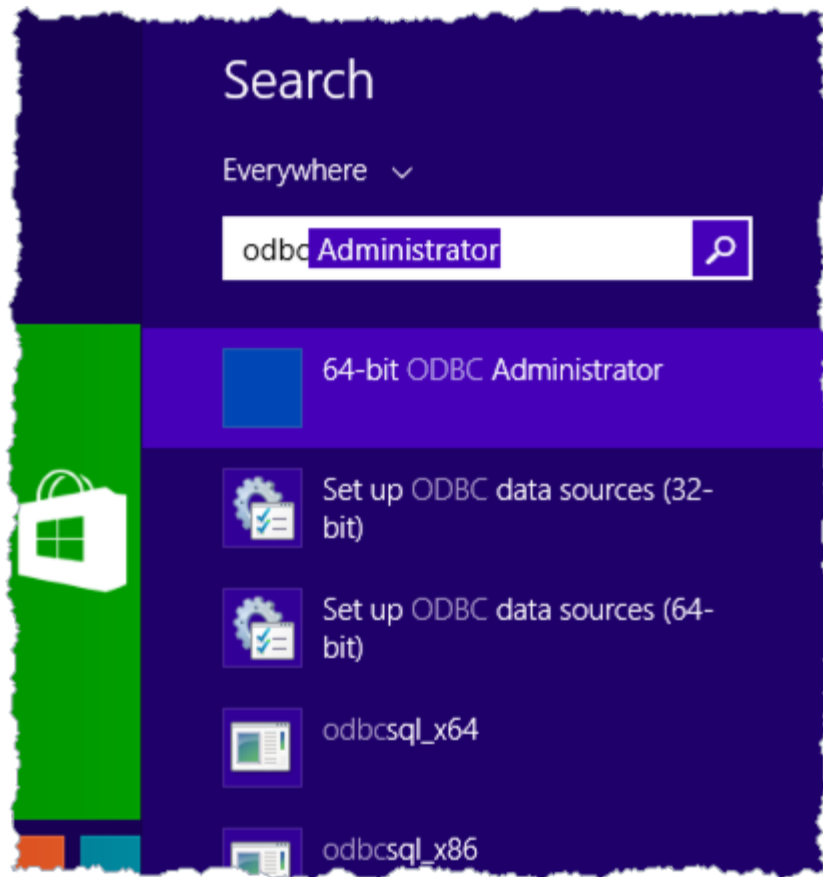 Search
Everywhere
odbc Administrator
64-bit ODBC Administrator
Set up ODBC data sources (32-
bit)
Set up ODBC data sources (64-
bit)
odbcsql_x64
odbcsql_x86